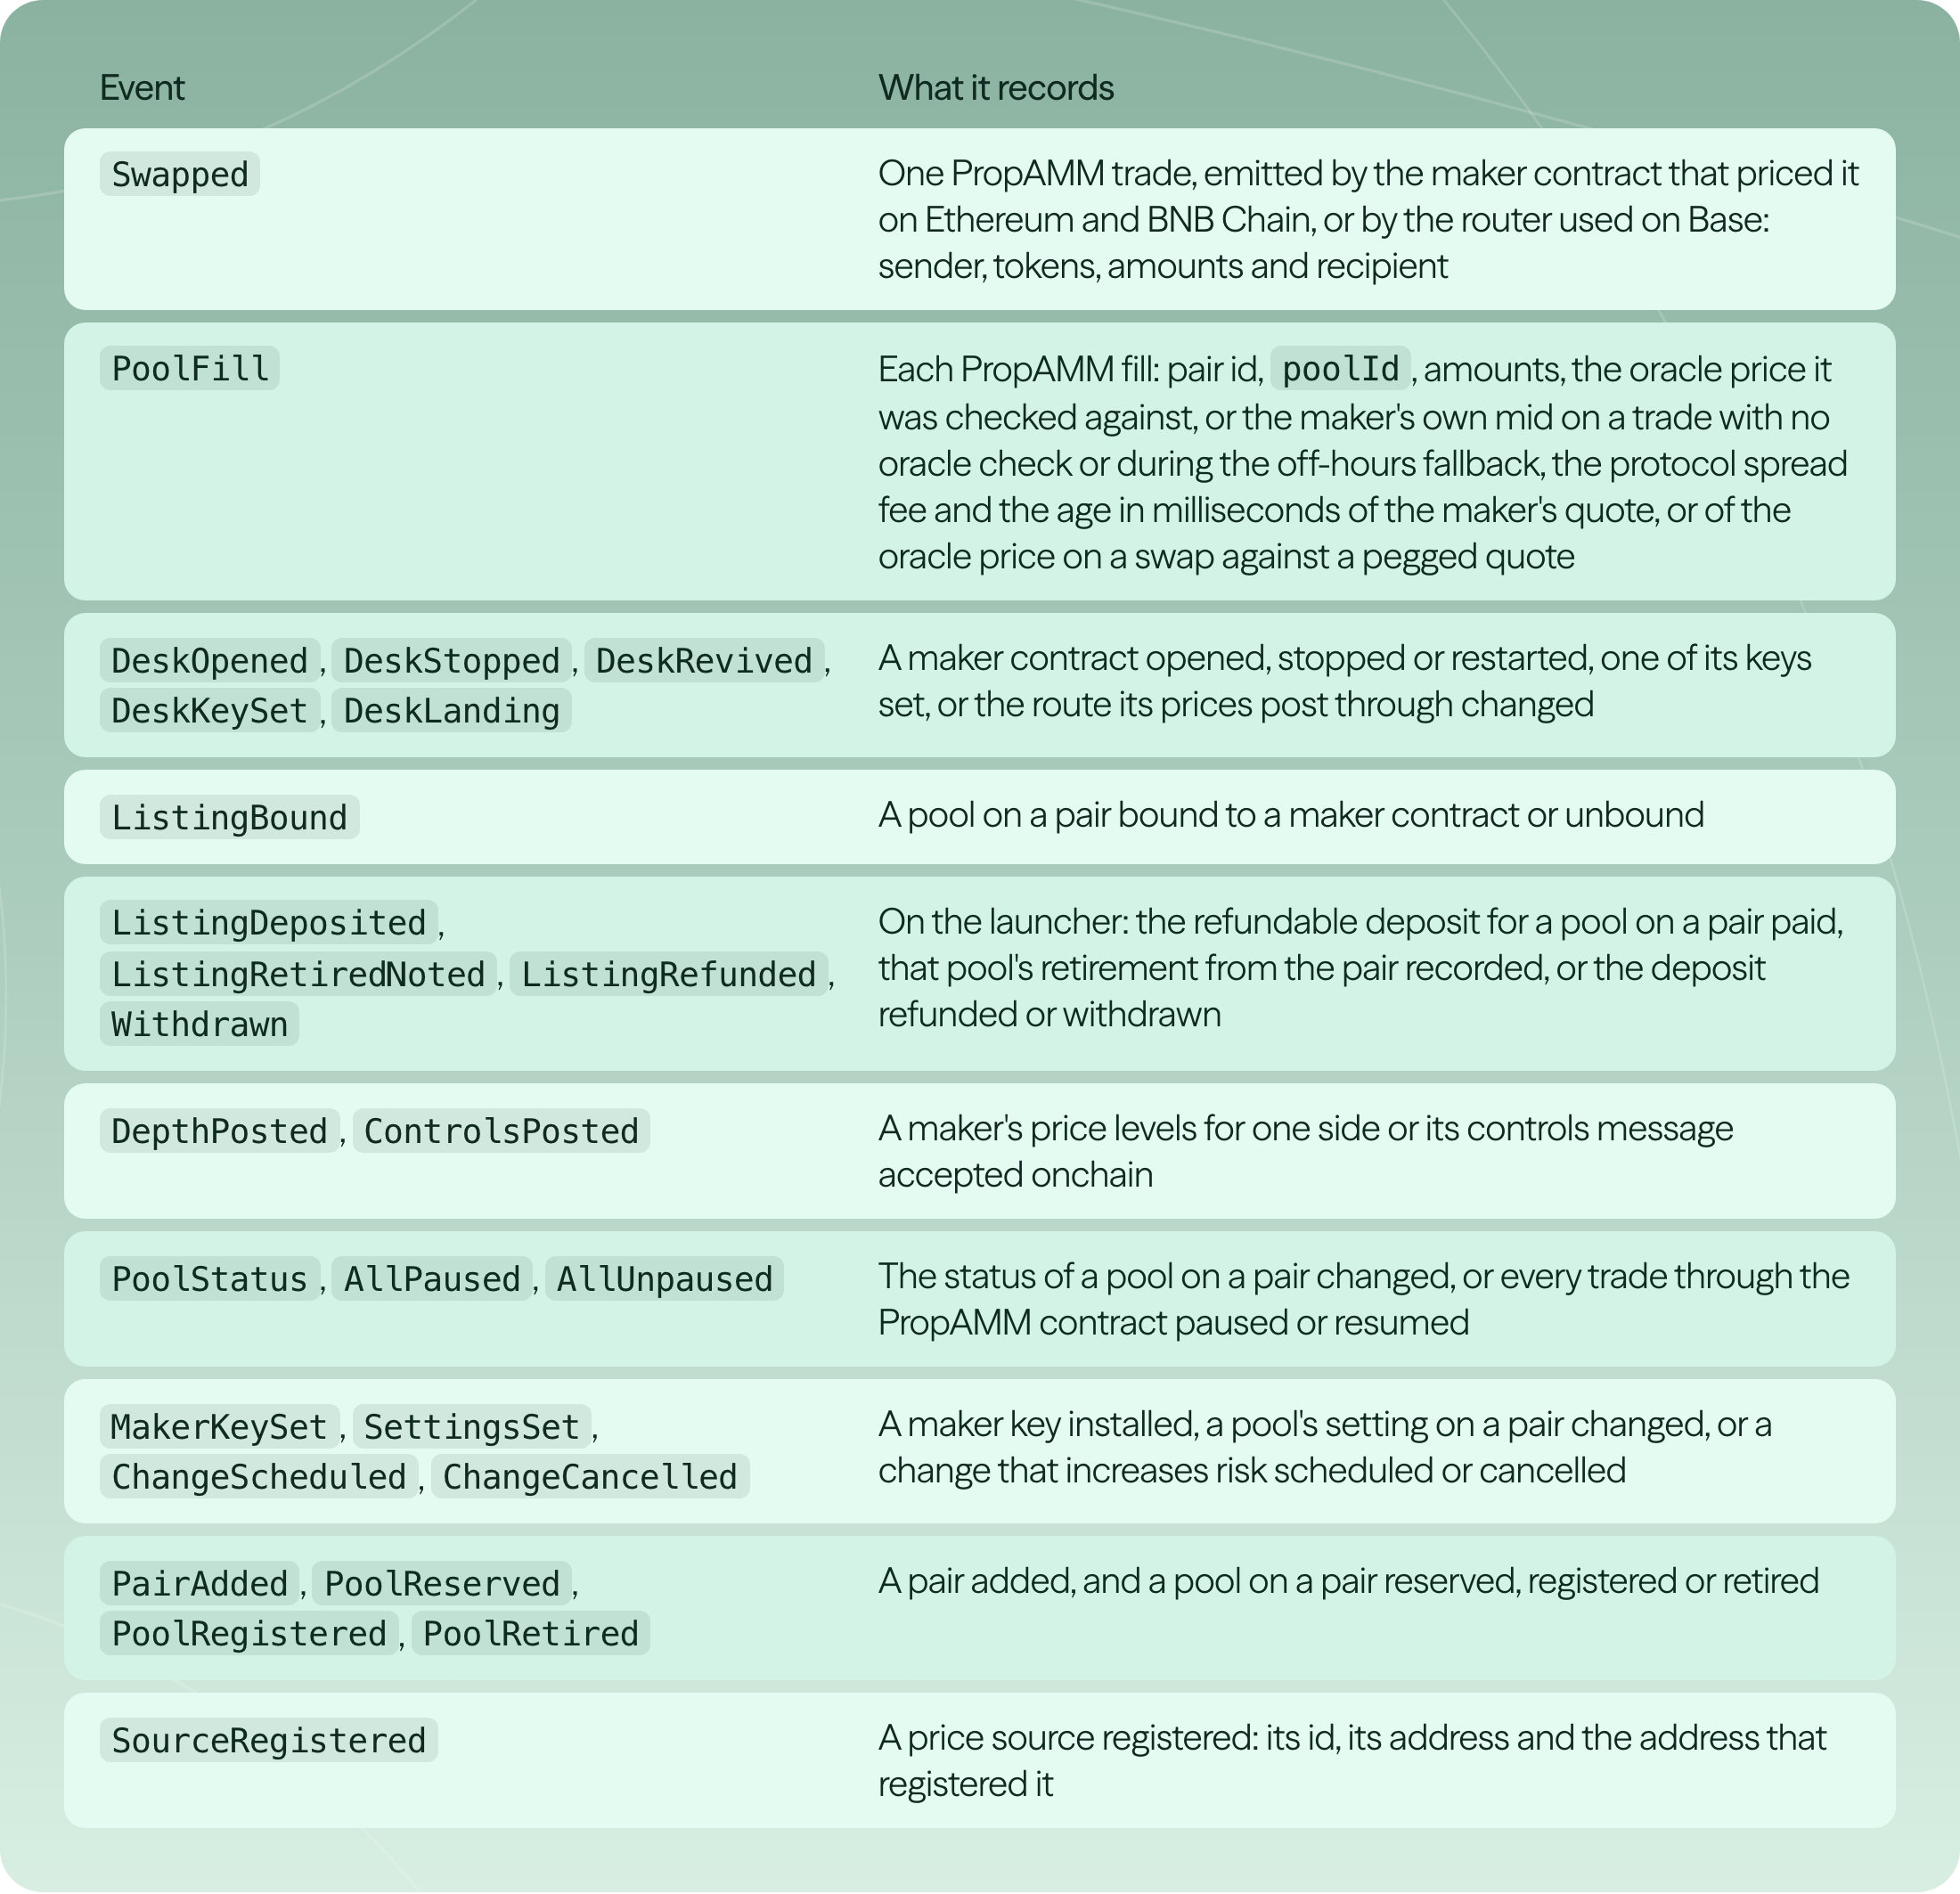 Event
What it records
Swapped
One PropAMM trade, emitted by the maker contract that priced it
on Ethereum and BNB Chain, or by the router used on Base:
sender, tokens, amounts and recipient
PoolFill
Each PropAMM fill: pair id, poolId, amounts, the oracle price it
was checked against, or the maker's own mid on a trade with no
oracle check or during the off-hours fallback, the protocol spread
fee and the age in milliseconds of the maker's quote, or of the
oracle price on a swap against a pegged quote
DeskOpened, DeskStopped, DeskRevived,
DeskKeySet, DeskLanding
A maker contract opened, stopped or restarted, one of its keys
set, or the route its prices post through changed
ListingBound
A pool on a pair bound to a maker contract or unbound
ListingDeposited,
ListingRetiredNoted, ListingRefunded,
Withdrawn
On the launcher: the refundable deposit for a pool on a pair paid,
that pool's retirement from the pair recorded, or the deposit
refunded or withdrawn
DepthPosted, ControlsPosted
A maker's price levels for one side or its controls message
accepted onchain
PoolStatus, AllPaused, AllUnpaused
The status of a pool on a pair changed, or every trade through the
PropAMM contract paused or resumed
MakerKeySet, SettingsSet,
ChangeScheduled, ChangeCancelled
A maker key installed, a pool's setting on a pair changed, or a
change that increases risk scheduled or cancelled
PairAdded, PoolReserved,
PoolRegistered, PoolRetired
A pair added, and a pool on a pair reserved, registered or retired
SourceRegistered
A price source registered: its id, its address and the address that
registered it